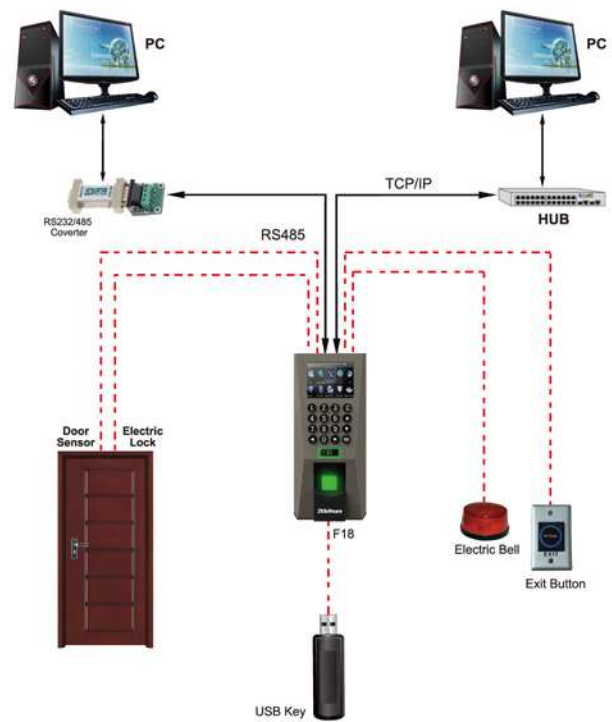 PC
PC
TCP/IP
RS232/485
Coverter
HUB
RS485
Door
Sensor
Electric
Lock
F18
Electric Bell
EXIT
Exit Button
USB Key